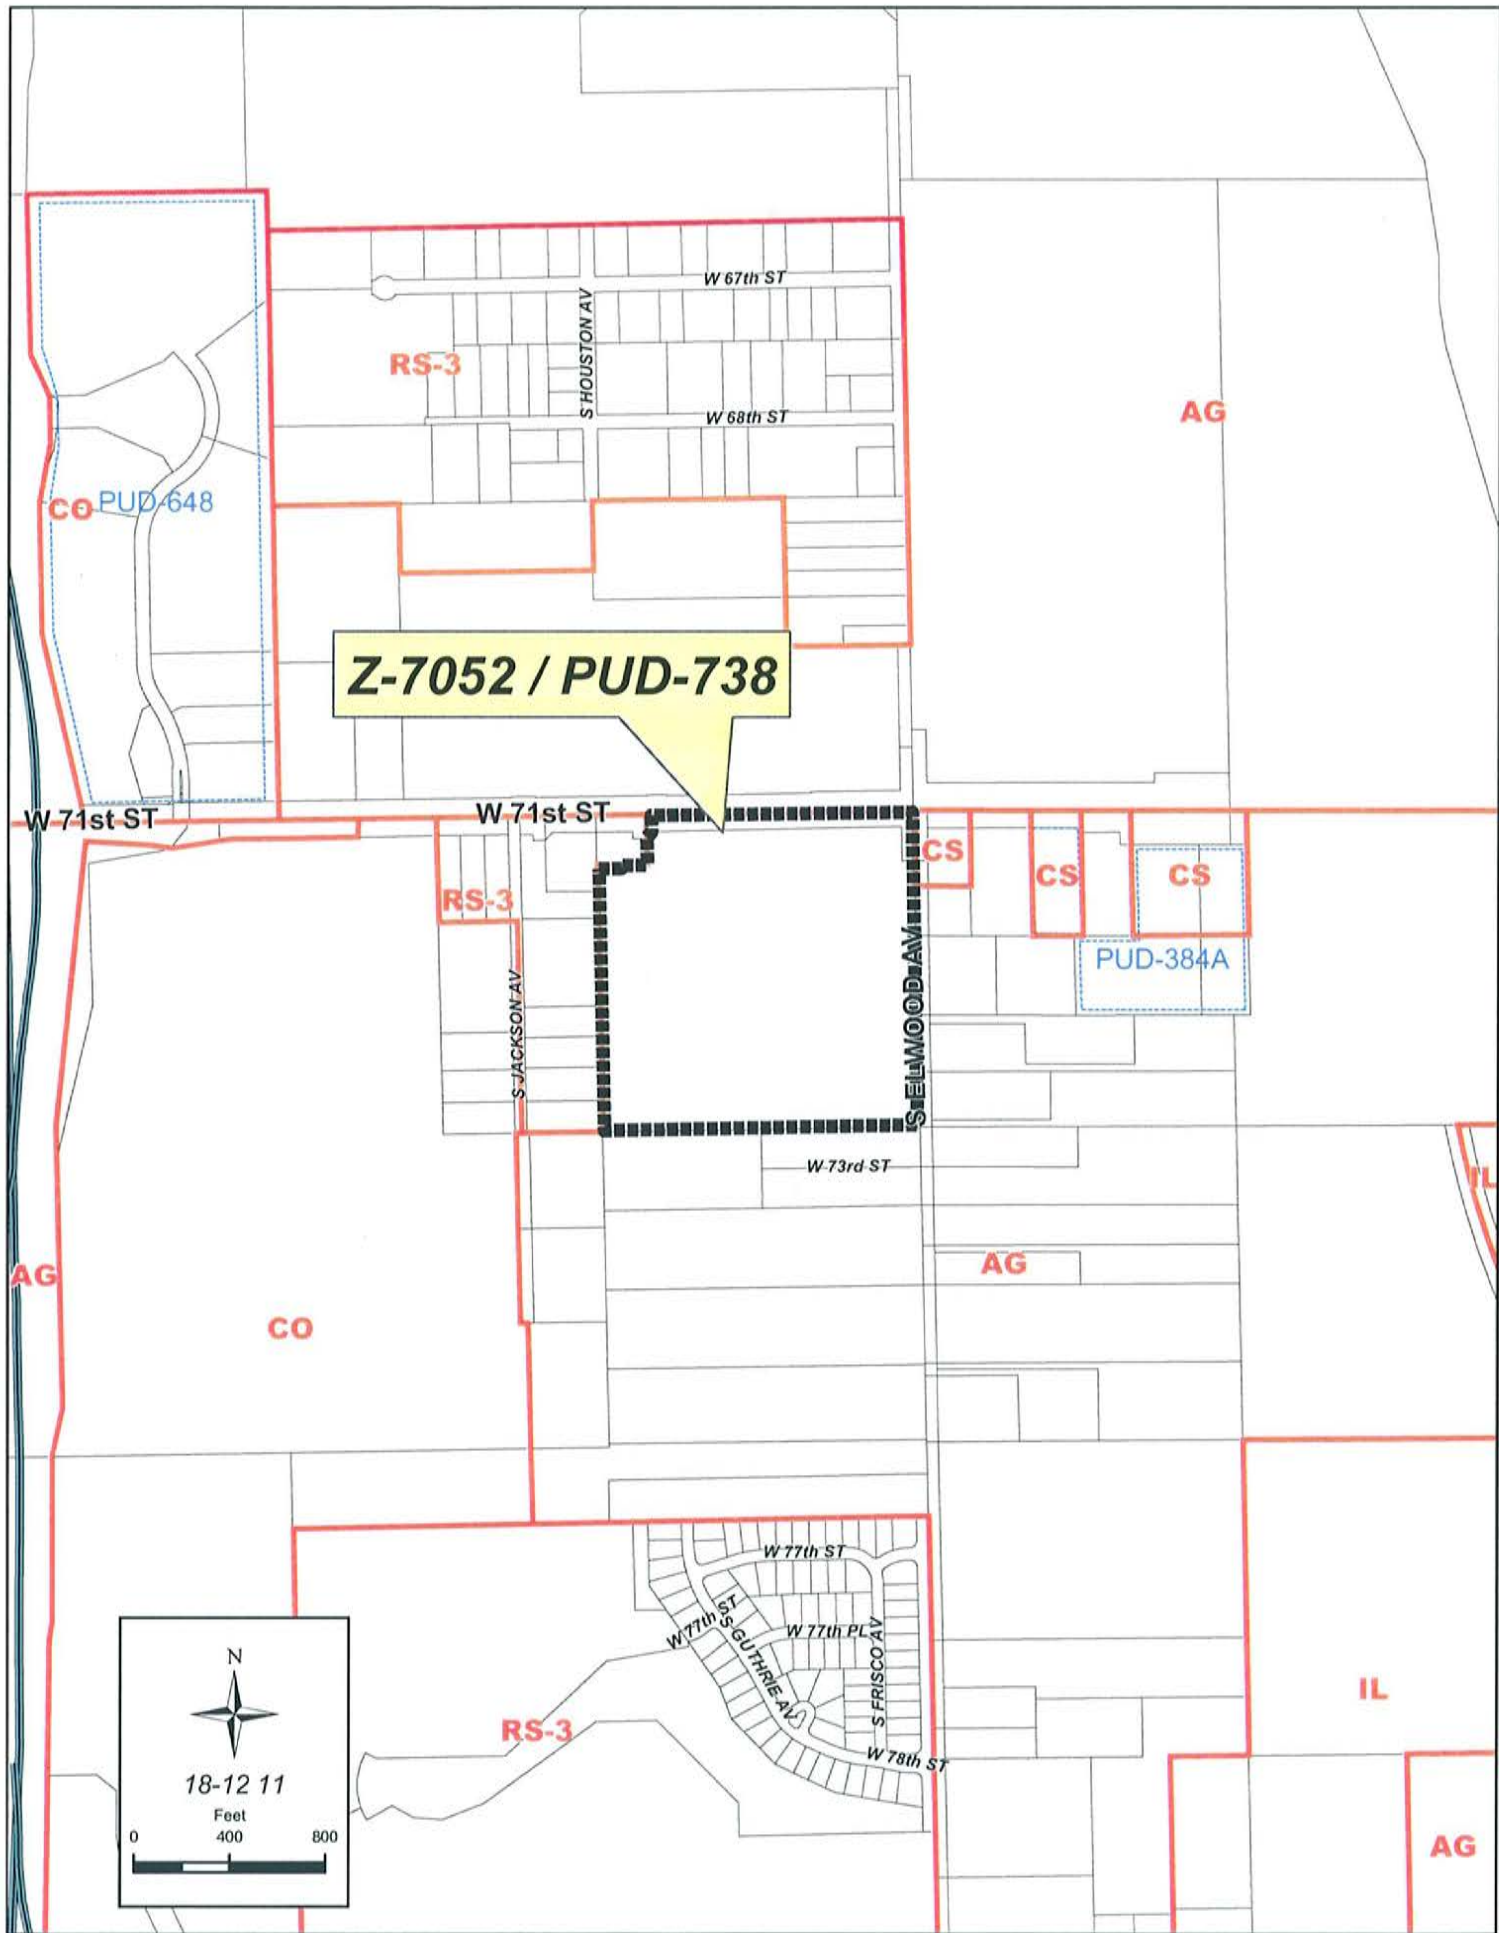 W 67th ST
S HOUSTON AV
RS-3
AG
W 68th ST
CO
PUD-648
Z-7052 / PUD-738
W 71st ST
W 71st ST
CS
CS
CS
RS-3
PUD-384A
S JACKSON AV
S ELWOOD AV
W 73rd ST
IL
AG
AG
CO
W 77th ST
W 77th ST
S GUTHRIE AV
W 77th PL
S FRISCO AV
IL
RS-3
W 78th ST
AG
N
18-12 11
Feet
0 400 800